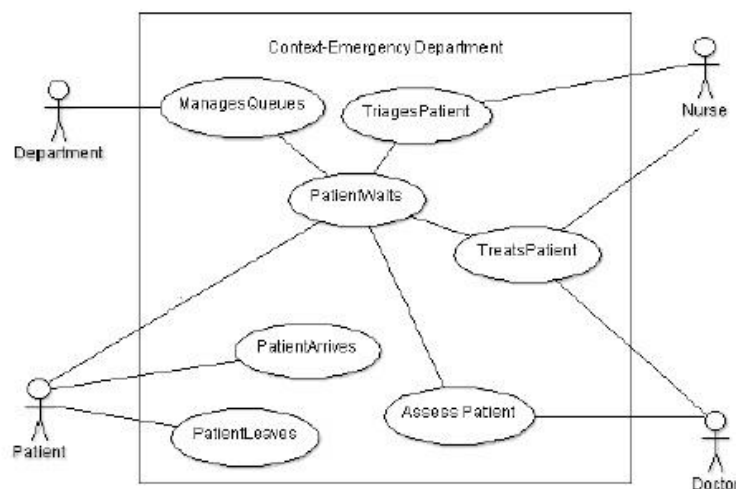 Context-Emergency Department
ManagesQueues
TriagesPatient
Nurse
Department
PatientWaits
TreatsPatient
PatientArrives
Assess Patient
PatientLeaves
Patient
Doctor